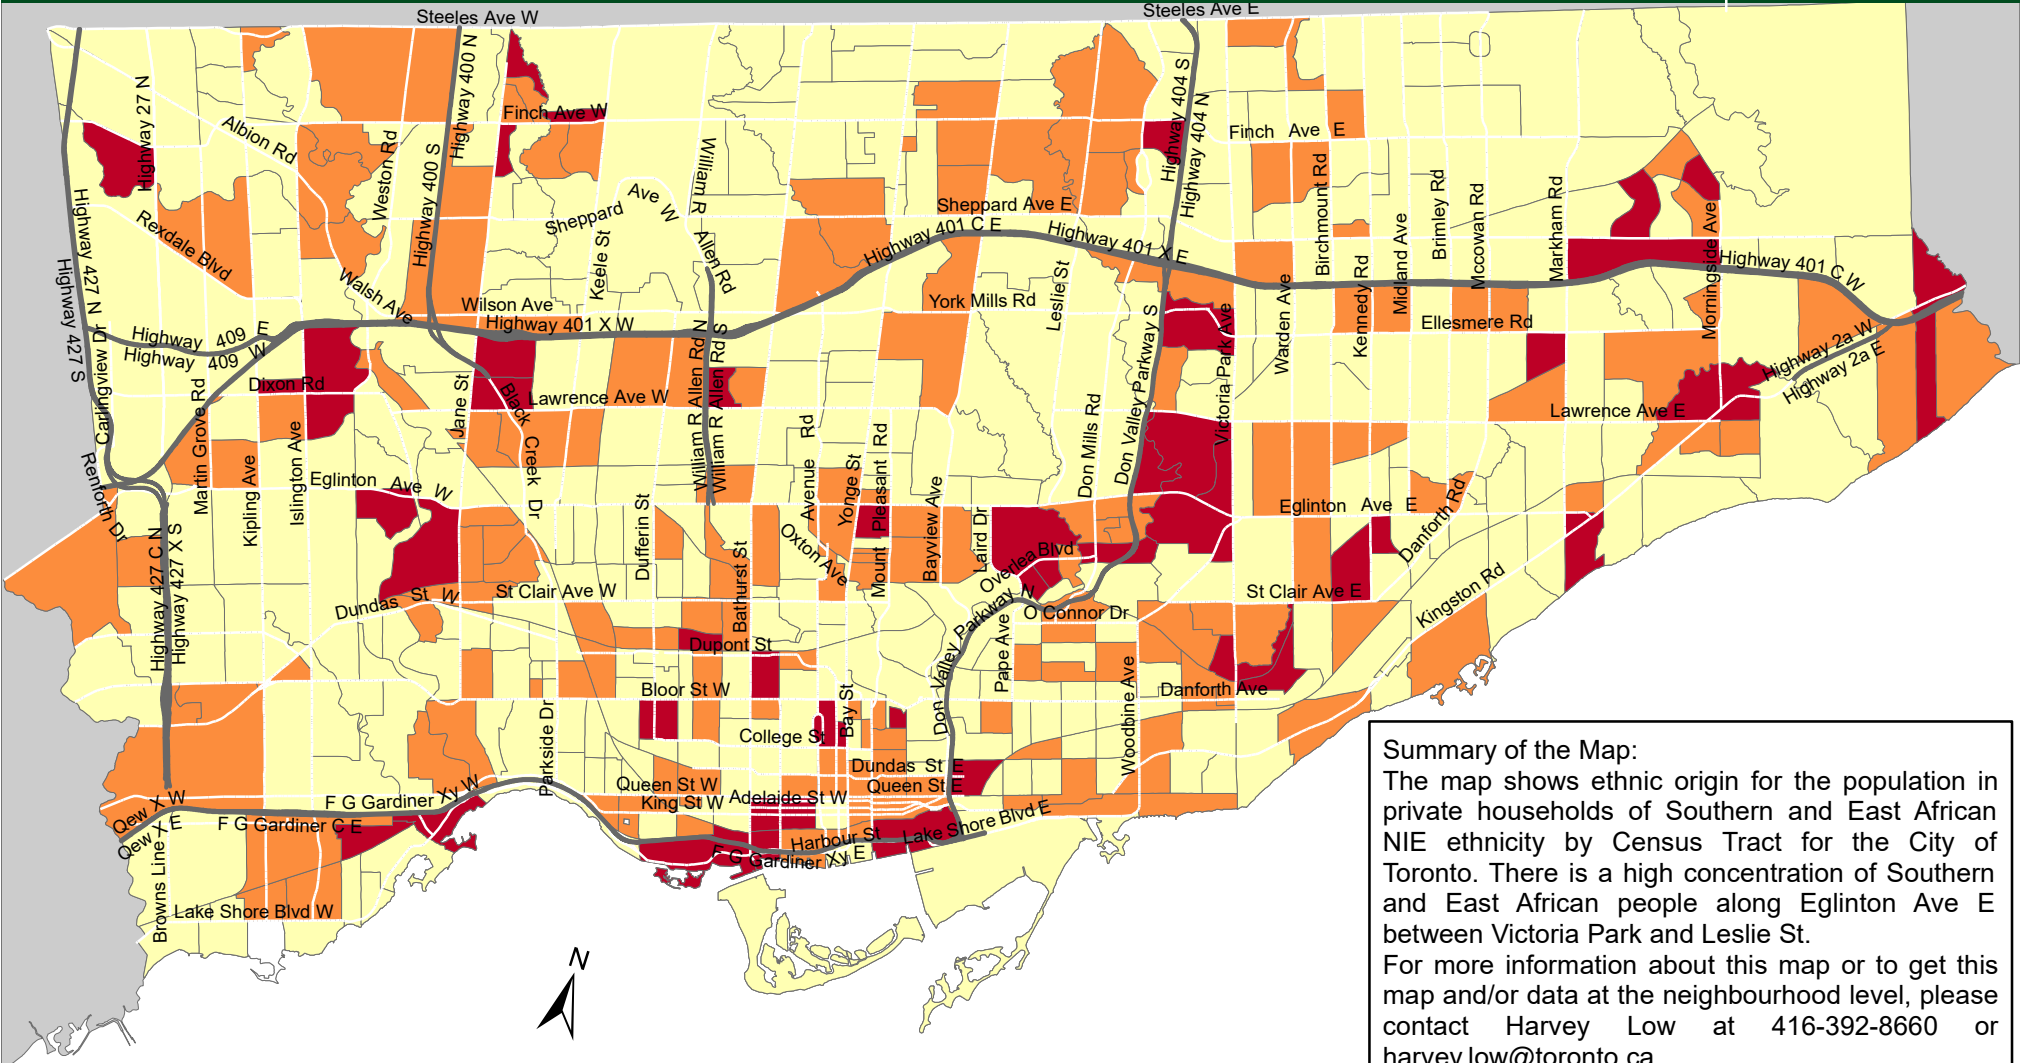 Steeles Ave W
Steeles Ave E
Highway 27 N
Albion Rd
Weston Rd
Highway 400 N
Highway 400 S
Finch Ave W
William R Allen Rd
Sheppard Ave W
Keele St
Highway 404 S
Highway 404 N
Finch Ave E
Sheppard Ave E
Birchmount Rd
Brimley Rd
Mccowan Rd
Markham Rd
Midland Ave
Morningside Ave
Highway 427 N
Highway 427 S
Rexdale Blvd
Walsh Ave
Wilson Ave
Highway 401 X W
Highway 401 C E
Highway 401 X E
York Mills Rd
Leslie St
Warden Ave
Kennedy Rd
Ellesmere Rd
Highway 401 C W
Highway 2a W
Highway 2a E
Highway 409 E
Highway 409 W
Carlingview Dr
Dixon Rd
Martin Grove Rd
Jane St
Black Creek Dr
Lawrence Ave W
William R Allen Rd N
William R Allen Rd S
Don Valley Parkway S
Victoria Park Ave
Lawrence Ave E
Renforth Dr
Kipling Ave
Islington Ave
Eglinton Ave W
Dufferin St
Avenue Rd
Yonge St
Mount Pleasant Rd
Bayview Ave
Laird Dr
Don Mills Rd
Eglinton Ave E
Danforth Rd
Highway 427 C N
Highway 427 X S
Dundas St W
St Clair Ave W
Bathurst St
Oxton Ave
Overlea Blvd
Don Valley Parkway N
O Connor Dr
St Clair Ave E
Kingston Rd
Dupont St
Bloor St W
Bay St
Pape Ave
Woodbine Ave
Danforth Ave
Parkside Dr
College St
Dundas St E
Queen St W
Queen St E
King St W
Adelaide St W
Qew X W
Qew X E
F G Gardiner Xy W
F G Gardiner C E
Harbour St
Lake Shore Blvd E
F G Gardiner Xy E
Browns Line
Lake Shore Blvd W
N
Summary of the Map:
The map shows ethnic origin for the population in
private households of Southern and East African
NIE ethnicity by Census Tract for the City of
Toronto. There is a high concentration of Southern
and East African people along Eglinton Ave E
between Victoria Park and Leslie St.
For more information about this map or to get this
map and/or data at the neighbourhood level, please
contact Harvey Low at 416-392-8660 or
harvey.low@toronto.ca